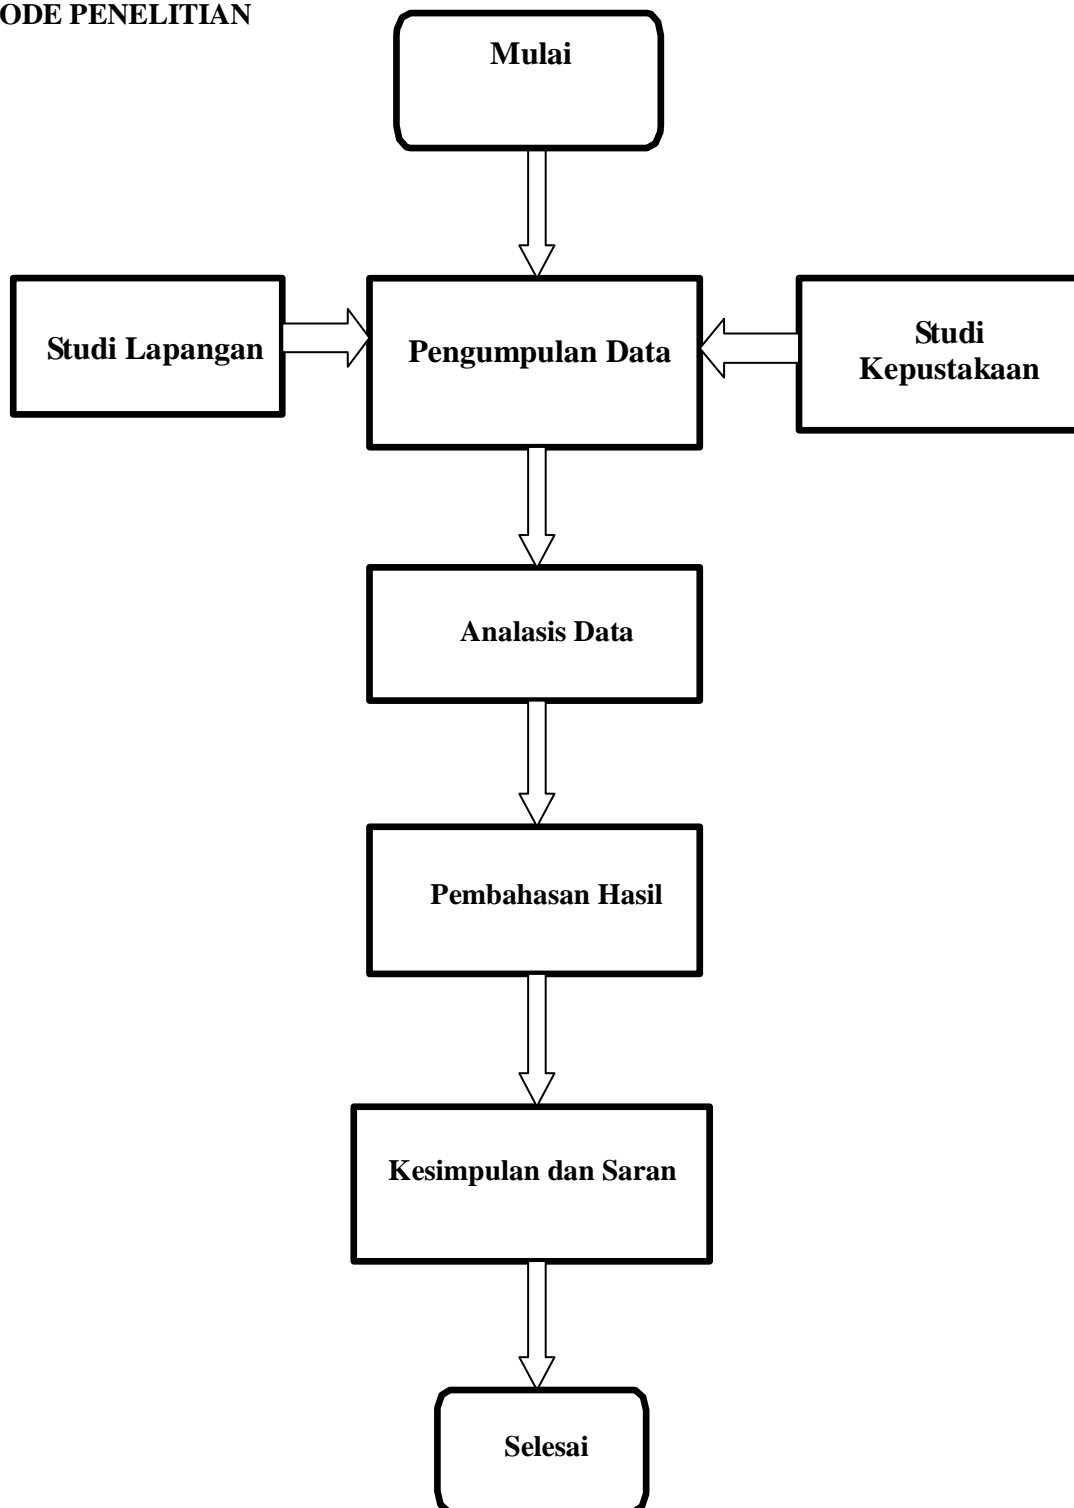 ODE PENELITIAN
Mulai
Studi Lapangan
Pengumpulan Data
Studi
Kepustakaan
Analasis Data
Pembahasan Hasil
Kesimpulan dan Saran
Selesai